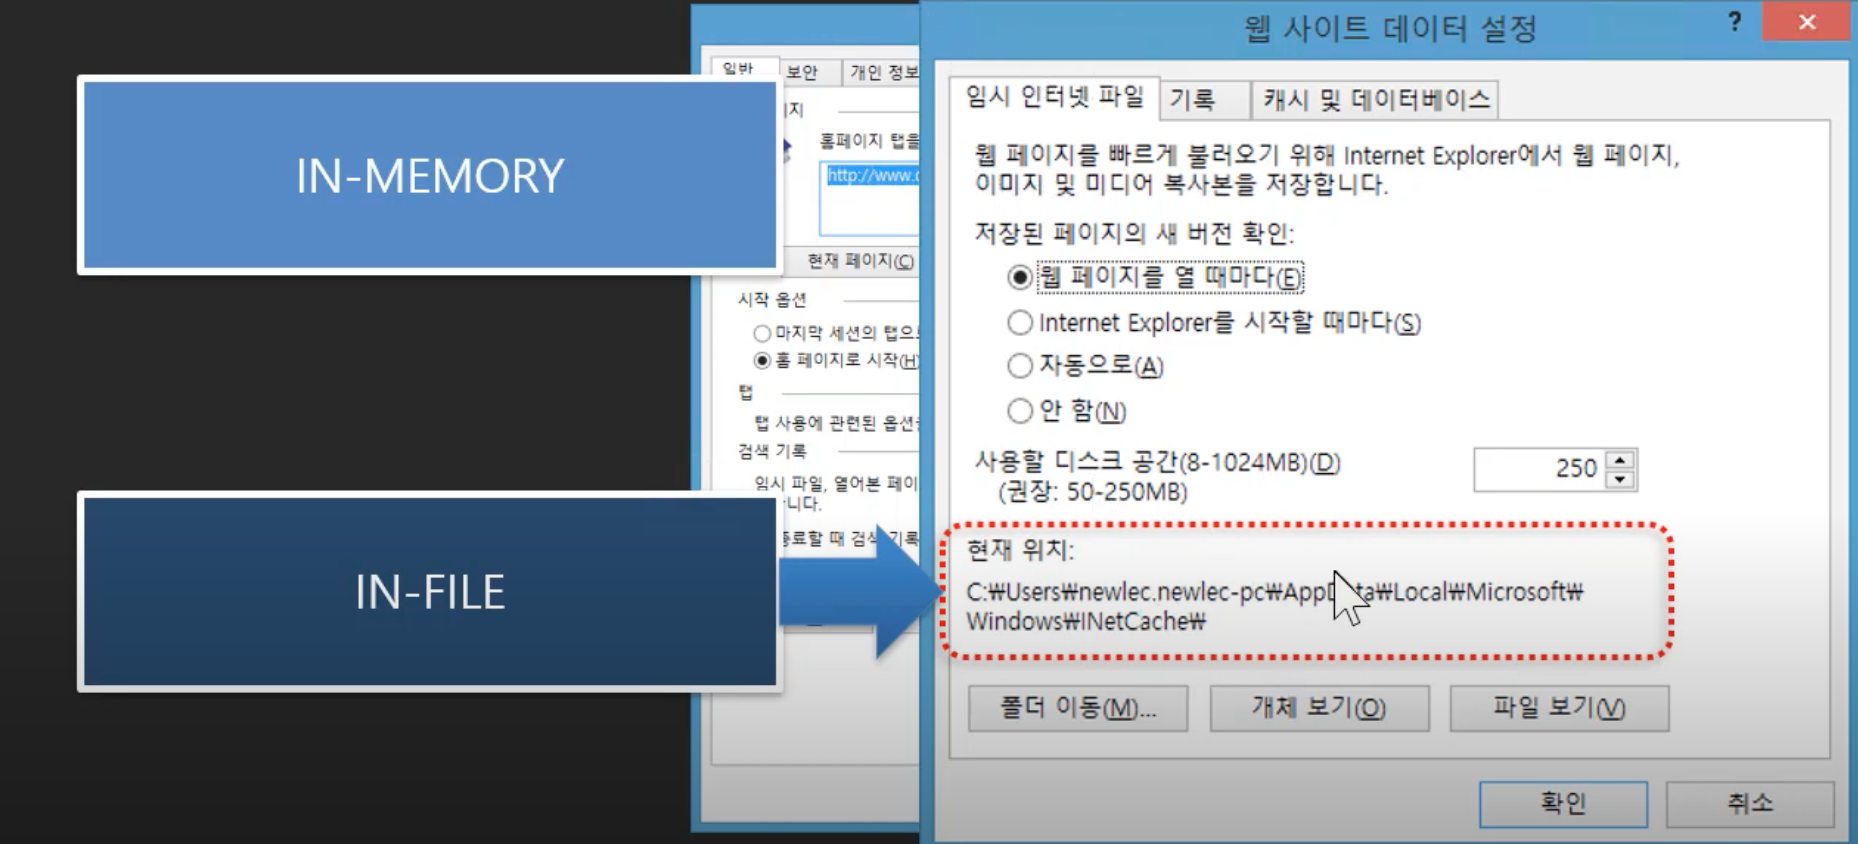 IN-MEMORY
IN-FILE
일반
보안
개인 정보
홈페이지 탭을
http://www.
현재 페이지(C)
시작 옵션
마지막 세션의 탭으로
홈 페이지로 시작(H)
탭
탭 사용에 관련된 옵션을
검색 기록
임시 파일, 열어본 페이
니다.
종료할 때 검색 기록
웹 사이트 데이터 설정
?
임시 인터넷 파일
기록
캐시 및 데이터베이스
웹 페이지를 빠르게 불러오기 위해 Internet Explorer에서 웹 페이지,
이미지 및 미디어 복사본을 저장합니다.
저장된 페이지의 새 버전 확인:
웹 페이지를 열 때마다(E)
Internet Explorer를 시작할 때마다(S)
자동으로(A)
안 함(N)
사용할 디스크 공간(8-1024MB)(D)
250
(권장: 50-250MB)
현재 위치:
C:₩Users₩newlec.newlec-pc₩AppData₩Local₩Microsoft₩
Windows₩INetCache₩
폴더 이동(M)...
개체 보기(O)
파일 보기(V)
확인
취소